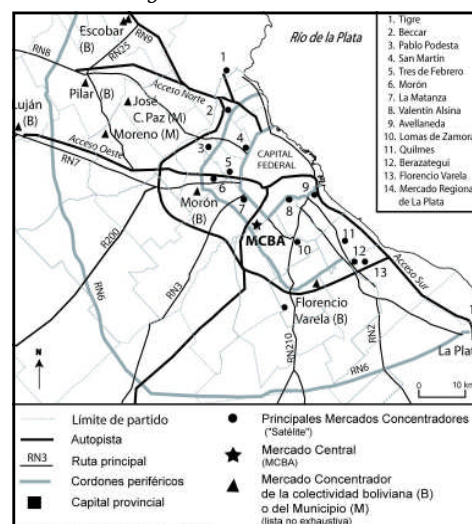 Escobar
(B)
RN9
RN25
RN8
Río de la Plata
1
Pilar (B)
José
C. Paz (M)
Acceso Norte
2
Luján
(B)
Moreno (M)
3
4
CAPITAL
FEDERAL
Acceso Oeste
RN7
5
6
Morón
(B)
7
8
9
MCBA
10
11
12
13
Acceso Sur
R200
RN3
RN6
Florencio
Varela (B)
RN210
RN2
RN6
La Plat
N
0
10 km
1. Tigre
2. Beccar
3. Pablo Podesta
4. San Martin
5. Tres de Febrero
6. Morón
7. La Matanza
8. Valentin Alsina
9. Avellaneda
10. Lomas de Zamora
11. Quilmes
12. Berazategui
13. Florencio Varela
14. Mercado Regiona
de La Plata
Límite de partido
Autopista
RN3 Ruta principal
Cordones periféricos
Capital provincial
Principales Mercados Concentradores
("Satélite")
Mercado Central
(MCBA)
Mercado Concentrador
de la colectividad boliviana (B)
o del Municipio (M)
(lista no exhaustiva)